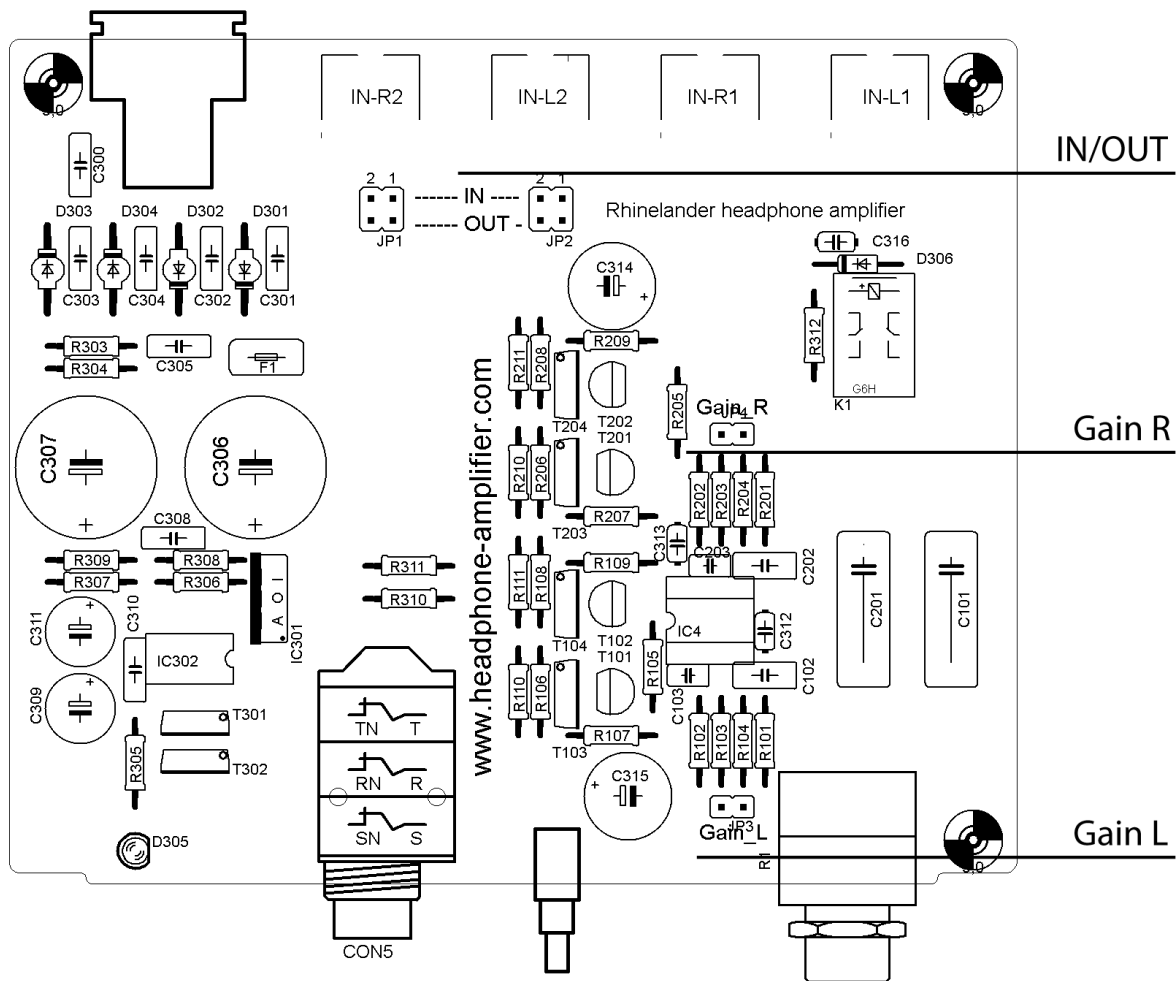 IN-R2 IN-L2 IN-R1 IN-L1
IN/OUT
C300
2 1 ------ IN ---- 2 1
------ OUT -
JP1 JP2
Rhinelander headphone amplifier
D303 D304 D302 D301
C303 C304 C302 C301
C314
+
C316
D306
+
R312
G6H
K1
R303
R304
C305
F1
R211
R208
R209
T204
T202
R205
Gain_R
JP4
Gain R
www.headphone-amplifier.com
C307
+
C306
+
T201
R210
R206
T203
R207
R202
R203
R204
R201
C308
C313
C203
C202
R309
R307
R308
R306
A O I
IC301
R311
R310
R111
R108
R109
T104
T102
IC4
C312
C201
C101
C311
+
C310
IC302
C309
+
T301
T302
R305
D305
T101
R110
R106
T103
R107
R105
C103
C102
R102
R103
R104
R101
TN T
RN R
SN S
CON5
C315
+
JP3
Gain_L
R1
Gain L